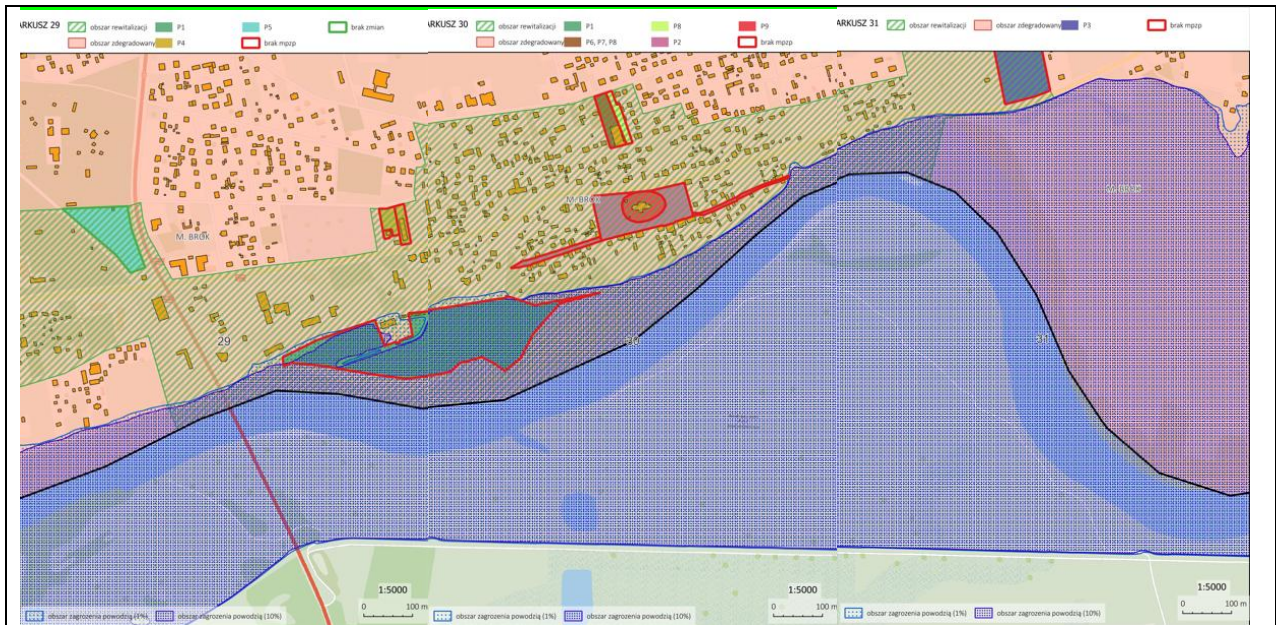 ARKUSZ 29 obszar rewitalizacji P1 P5 brak zmian
obszar zdegradowany P4 brak mpzp
ARKUSZ 30 obszar rewitalizacji P1 P8 P9
obszar zdegradowany P6, P7, P8 P2 brak mpzp
ARKUSZ 31 obszar rewitalizacji obszar zdegradowany P3 brak mpzp
M. BROK
M. BROK
M. BROK
29
30
31
1:5000
0 100 m
1:5000
0 100 m
1:5000
0 100 m
obszar zagrożenia powodzią (1%) obszar zagrożenia powodzią (10%)
obszar zagrożenia powodzią (1%) obszar zagrożenia powodzią (10%)
obszar zagrożenia powodzią (1%) obszar zagrożenia powodzią (10%)